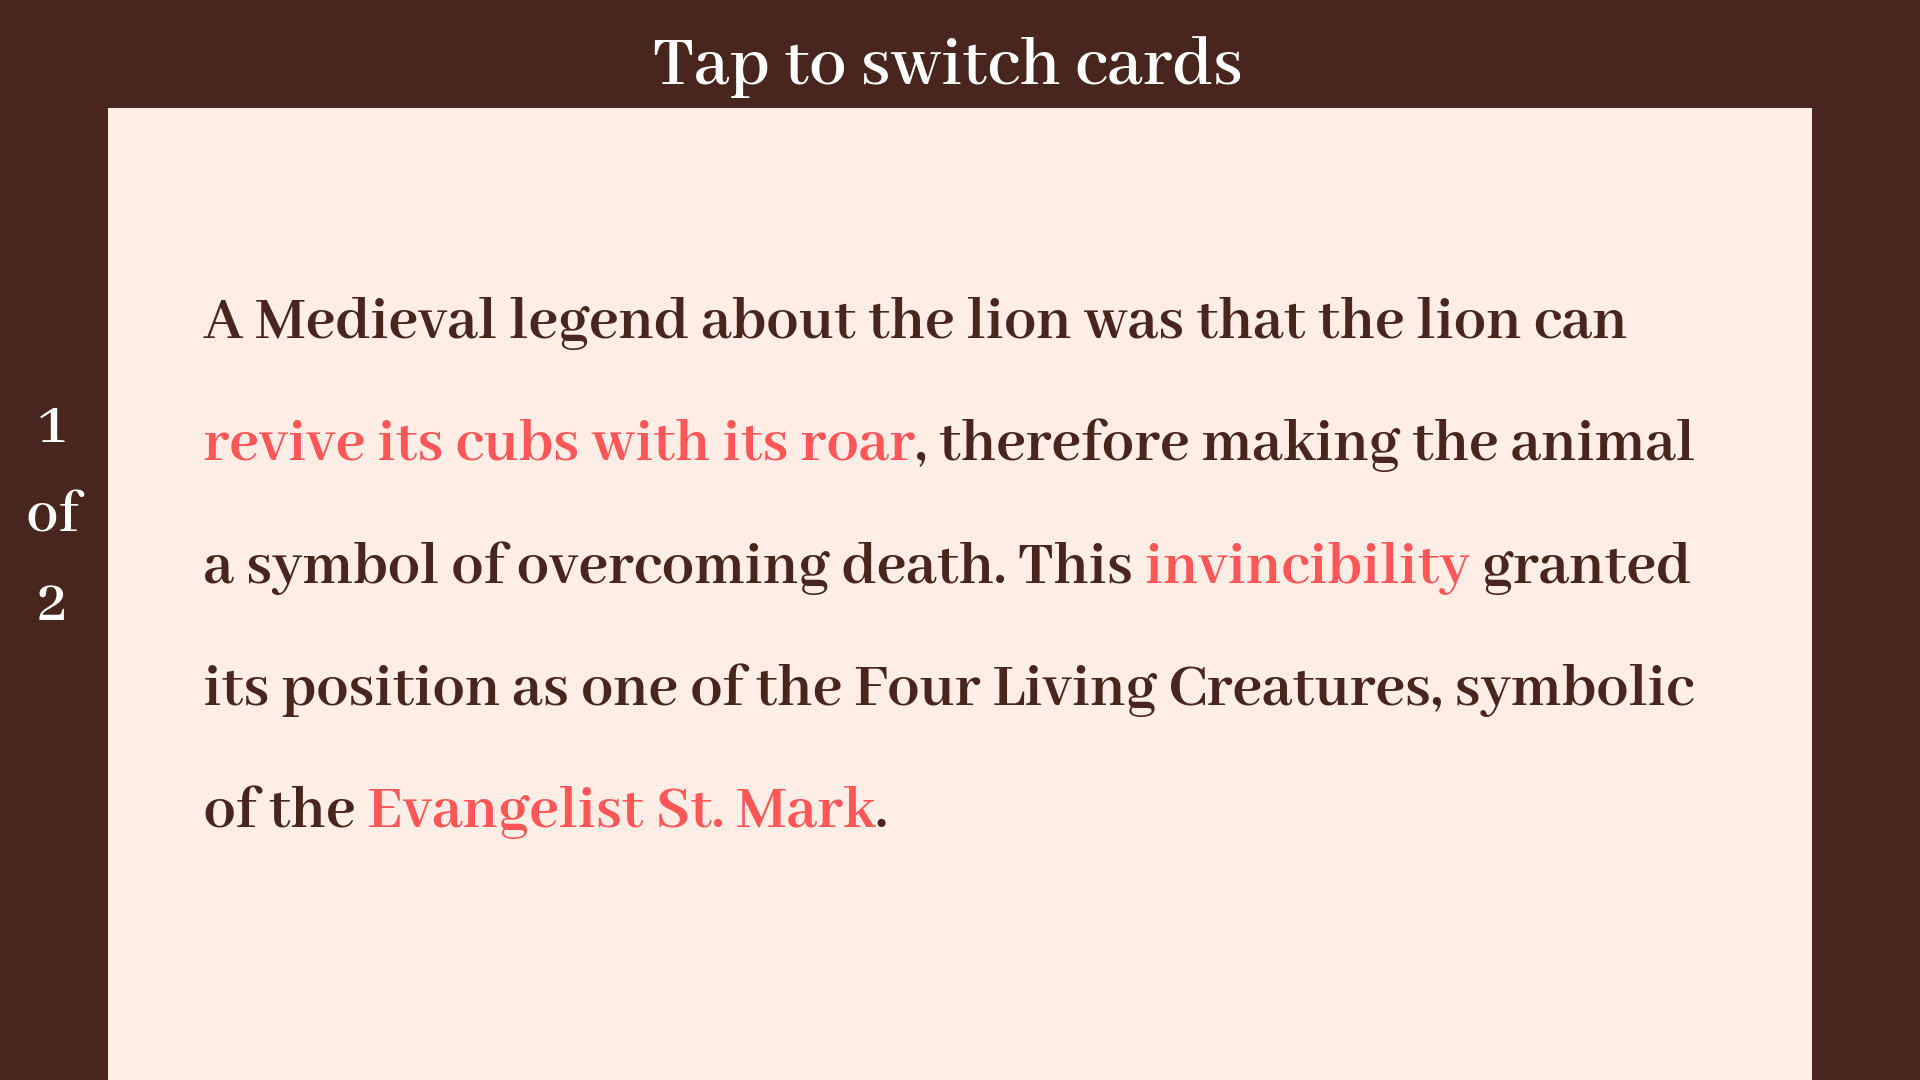 Tap to switch cards
1
of
2
A Medieval legend about the lion was that the lion can
revive its cubs with its roar, therefore making the animal
a symbol of overcoming death. This invincibility granted
its position as one of the Four Living Creatures, symbolic
of the Evangelist St. Mark.